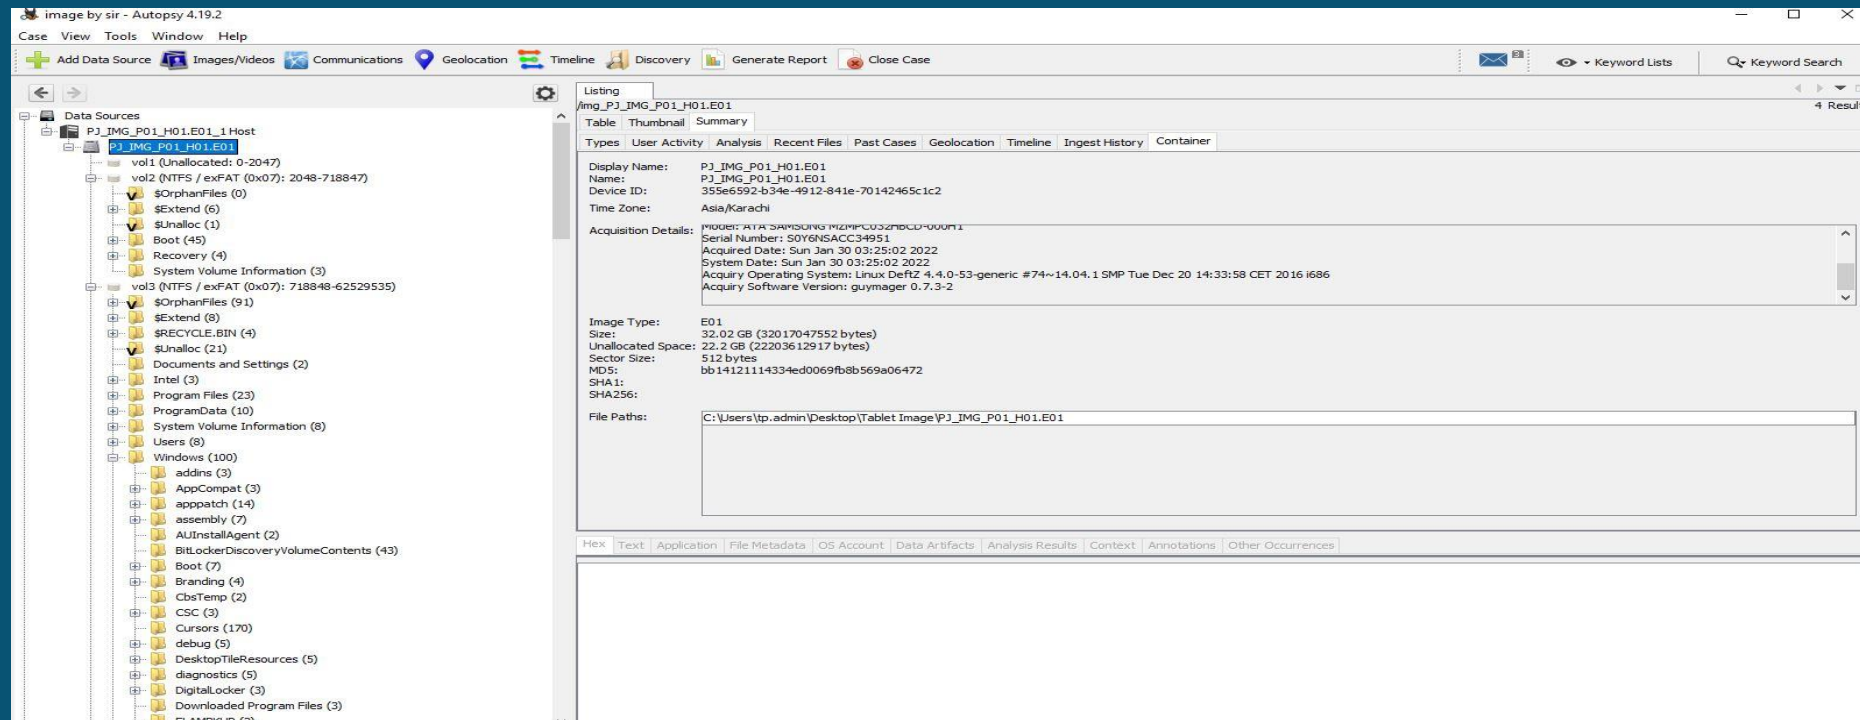 image by sir - Autopsy 4.19.2
Case View Tools Window Help
Add Data Source Images/Videos Communications Geolocation Timeline Discovery Generate Report Close Case 3 Keyword Lists Keyword Search
Data Sources
PJ_IMG_P01_H01.E01_1 Host
PJ_IMG_P01_H01.E01
vol1 (Unallocated: 0-2047)
vol2 (NTFS / exFAT (0x07): 2048-718847)
$OrphanFiles (0)
$Extend (6)
$Unalloc (1)
Boot (45)
Recovery (4)
System Volume Information (3)
vol3 (NTFS / exFAT (0x07): 718848-62529535)
$OrphanFiles (91)
$Extend (8)
$RECYCLE.BIN (4)
$Unalloc (21)
Documents and Settings (2)
Intel (3)
Program Files (23)
ProgramData (10)
System Volume Information (8)
Users (8)
Windows (100)
addins (3)
AppCompat (3)
apppatch (14)
assembly (7)
AUInstallAgent (2)
BitLockerDiscoveryVolumeContents (43)
Boot (7)
Branding (4)
CbsTemp (2)
CSC (3)
Cursors (170)
debug (5)
DesktopTileResources (5)
diagnostics (5)
DigitalLocker (3)
Downloaded Program Files (3)
Listing
/img_PJ_IMG_P01_H01.E01
4 Resul
Table Thumbnail Summary
Types User Activity Analysis Recent Files Past Cases Geolocation Timeline Ingest History Container
Display Name: PJ_IMG_P01_H01.E01
Name: PJ_IMG_P01_H01.E01
Device ID: 355e6592-b34e-4912-841e-70142465c1c2
Time Zone: Asia/Karachi
Acquisition Details: Model: ATA SAMSUNG MZMPC032HBCD-000H1
Serial Number: S0Y6NSACC34951
Acquired Date: Sun Jan 30 03:25:02 2022
System Date: Sun Jan 30 03:25:02 2022
Acquiry Operating System: Linux DeftZ 4.4.0-53-generic #74~14.04.1 SMP Tue Dec 20 14:33:58 CET 2016 i686
Acquiry Software Version: guymager 0.7.3-2
Image Type: E01
Size: 32.02 GB (32017047552 bytes)
Unallocated Space: 22.2 GB (22203612917 bytes)
Sector Size: 512 bytes
MD5: bb14121114334ed0069fb8b569a06472
SHA1:
SHA256:
File Paths: C:\Users\tp.admin\Desktop\Tablet Image\PJ_IMG_P01_H01.E01
Hex Text Application File Metadata OS Account Data Artifacts Analysis Results Context Annotations Other Occurrences